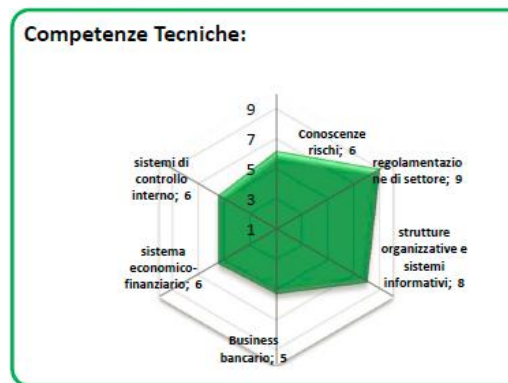 Competenze Tecniche:
9
7
5
3
1
Conoscenze
rischi; 6
regolamentazio
ne di settore; 9
strutture
organizzative e
sistemi
informativi; 8
Business
bancario; 5
sistema
economico-
finanziario; 6
sistemi di
controllo
interno; 6